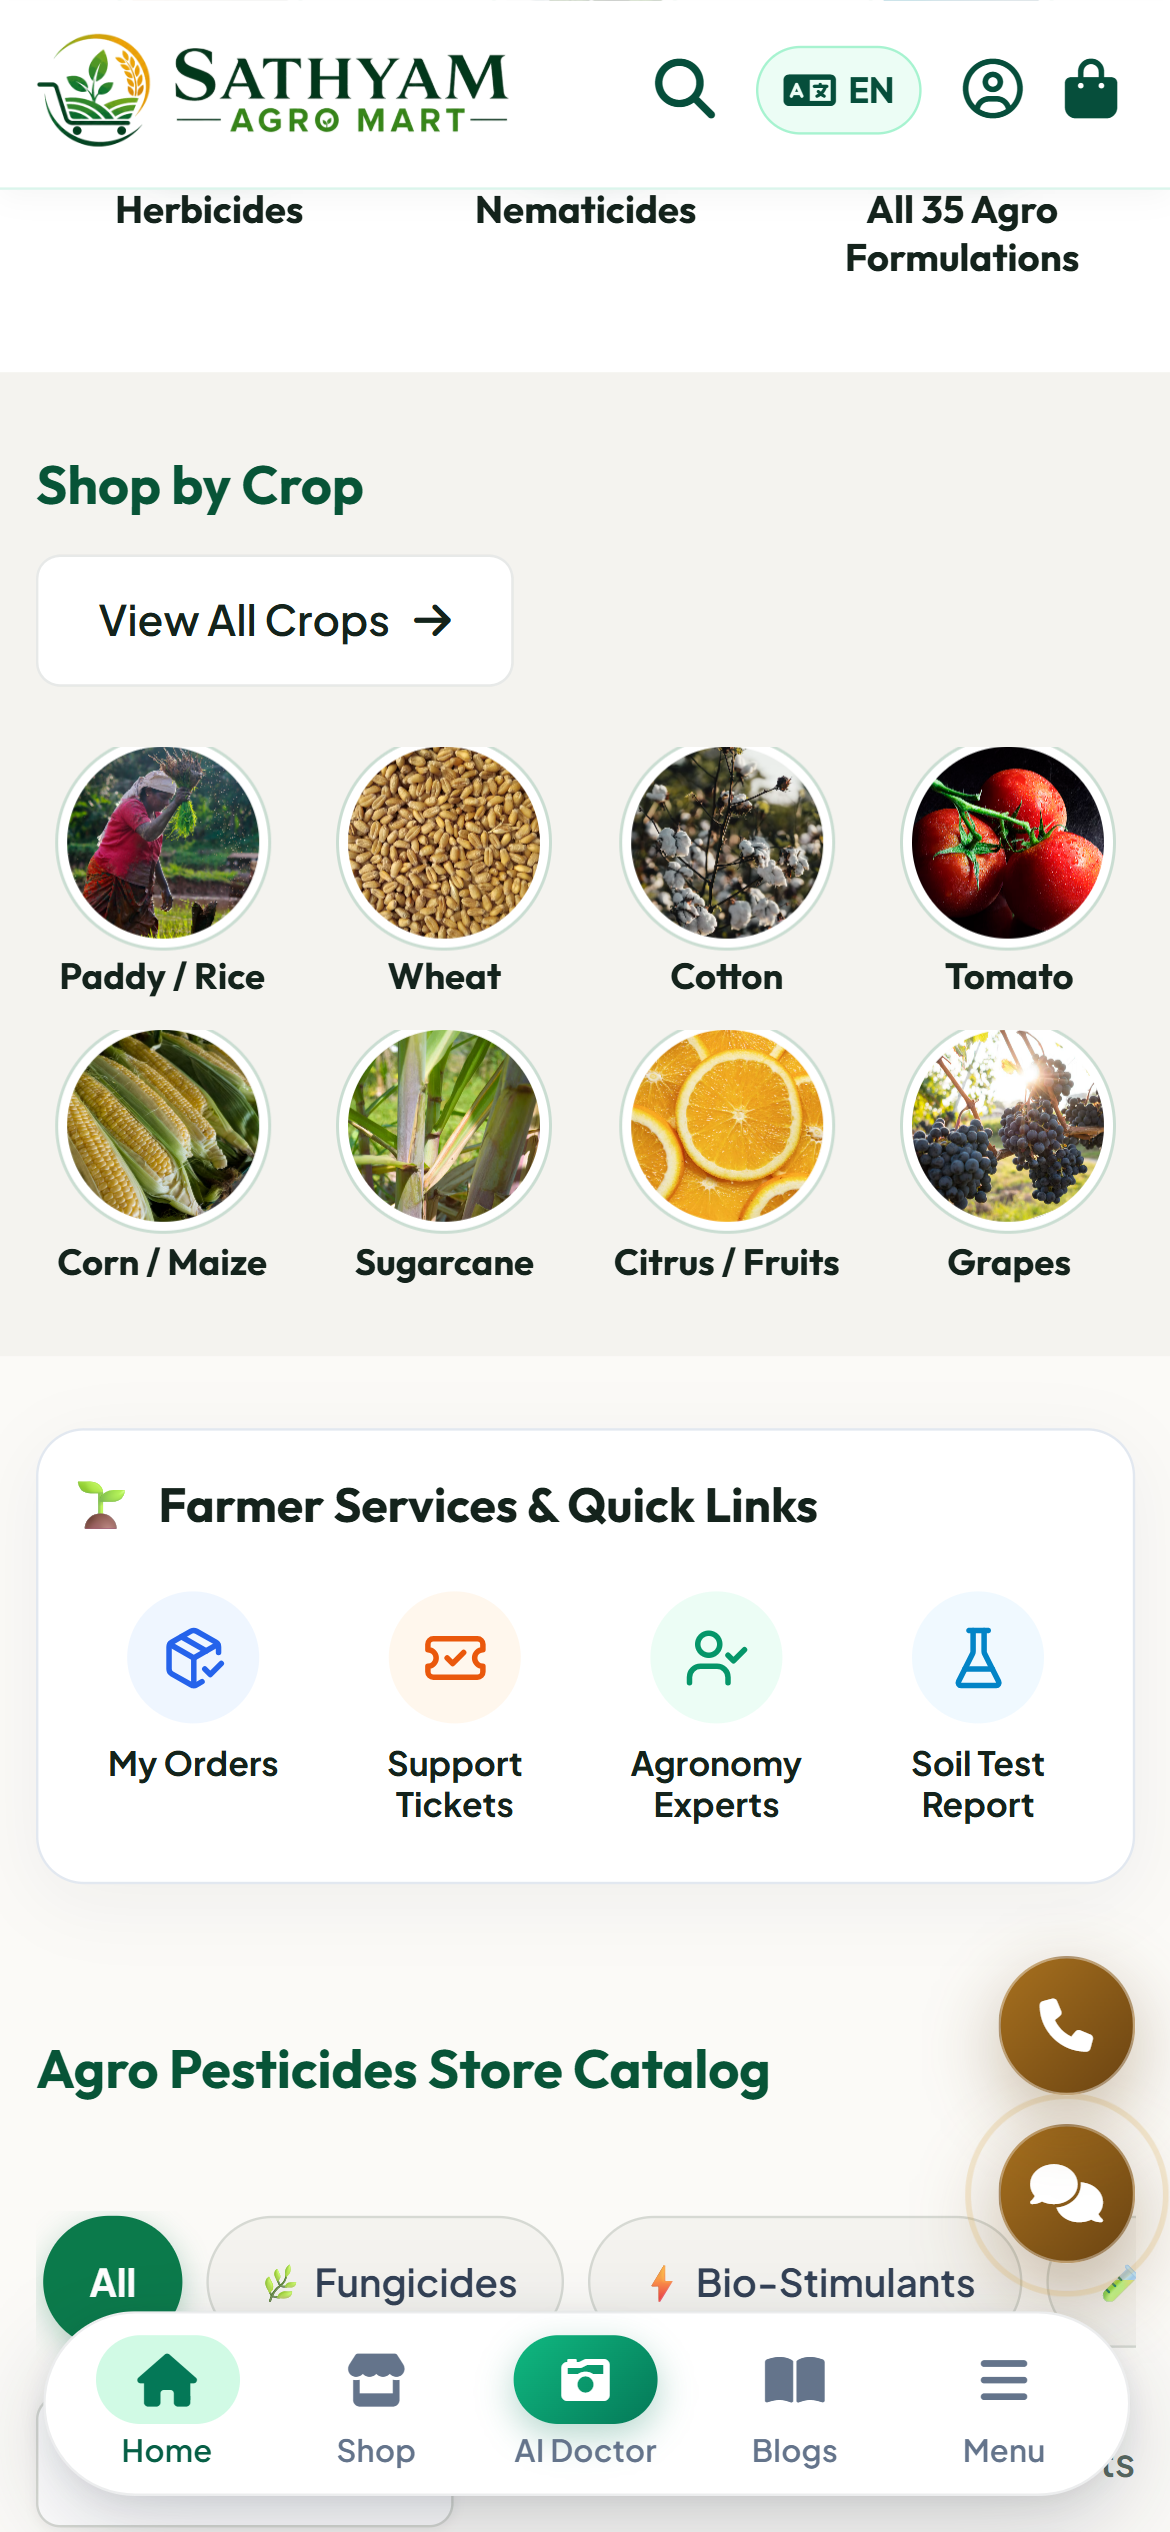 SATHYAM
AGRO MART
EN
Herbicides
Nematicides
All 35 Agro
Formulations
Shop by Crop
View All Crops
Paddy / Rice
Wheat
Cotton
Tomato
Corn / Maize
Sugarcane
Citrus / Fruits
Grapes
Farmer Services & Quick Links
My Orders
Support
Tickets
Agronomy
Experts
Soil Test
Report
Agro Pesticides Store Catalog
All
Fungicides
Bio-Stimulants
Home
Shop
AI Doctor
Blogs
Menu